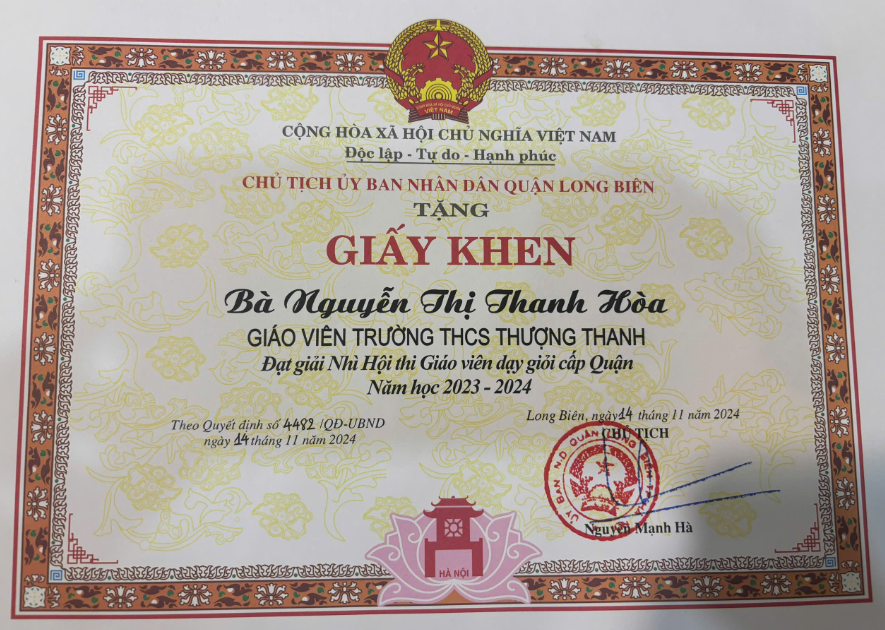 CỘNG HÒA XÃ HỘI CHỦ NGHĨA VIỆT NAM
Độc lập - Tự do - Hạnh phúc
CHỦ TỊCH ỦY BAN NHÂN DÂN QUẬN LONG BIÊN
TẶNG
GIẤY KHEN
Bà Nguyễn Thị Thanh Hòa
GIÁO VIÊN TRƯỜNG THCS THƯỢNG THANH
Đạt giải Nhì Hội thi Giáo viên dạy giỏi cấp Quận
Năm học 2023 - 2024
Theo Quyết định số 4482 /QĐ-UBND
ngày 14 tháng 11 năm 2024
Long Biên, ngày 14 tháng 11 năm 2024
CHỦ TỊCH
ỦY BAN N.D QUẬN LONG BIÊN
Nguyễn Mạnh Hà
VIỆT NAM
HÀ NỘI